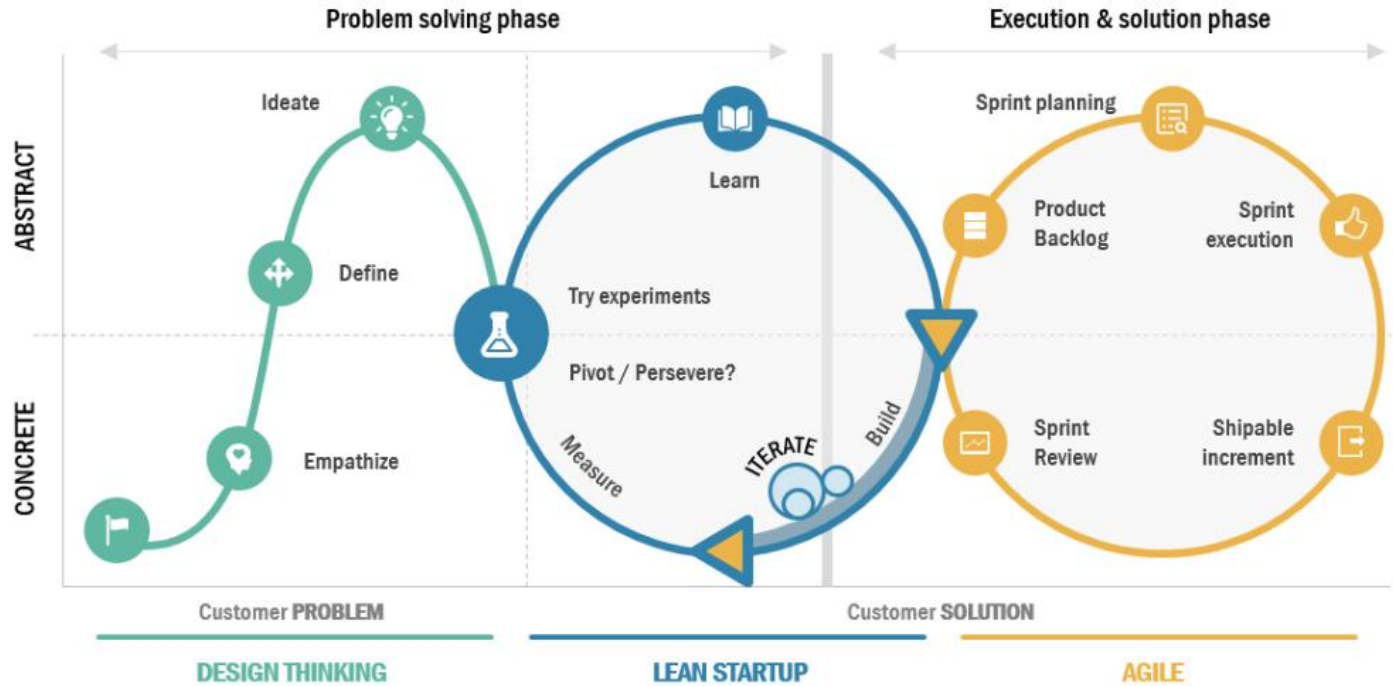 Problem solving phase
Execution & solution phase
ABSTRACT
CONCRETE
Ideate
Define
Empathize
Learn
Try experiments
Pivot / Persevere?
Measure
ITERATE
Build
Sprint planning
Product
Backlog
Sprint
execution
Sprint
Review
Shipable
increment
Customer PROBLEM
Customer SOLUTION
DESIGN THINKING
LEAN STARTUP
AGILE